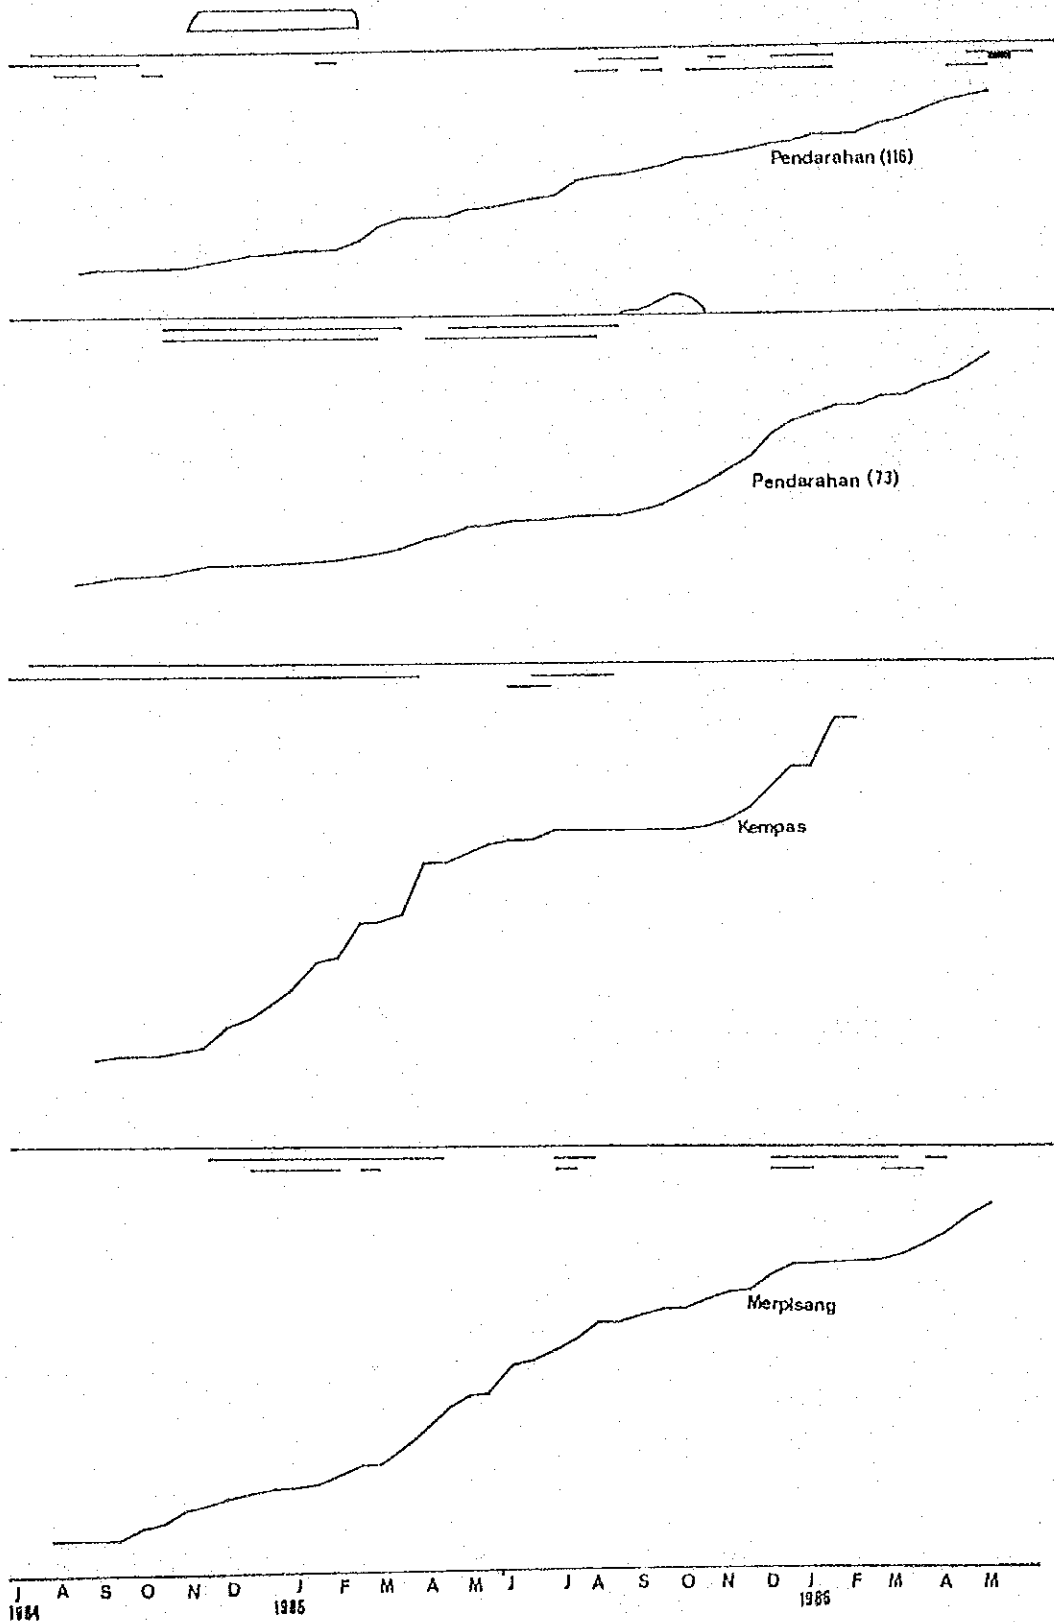 Pendarahan (116)
Pendarahan (73)
Kempas
Merpisang
J A S O N D J F M A M J J A S O N D J F M A M
1984 1985 1986